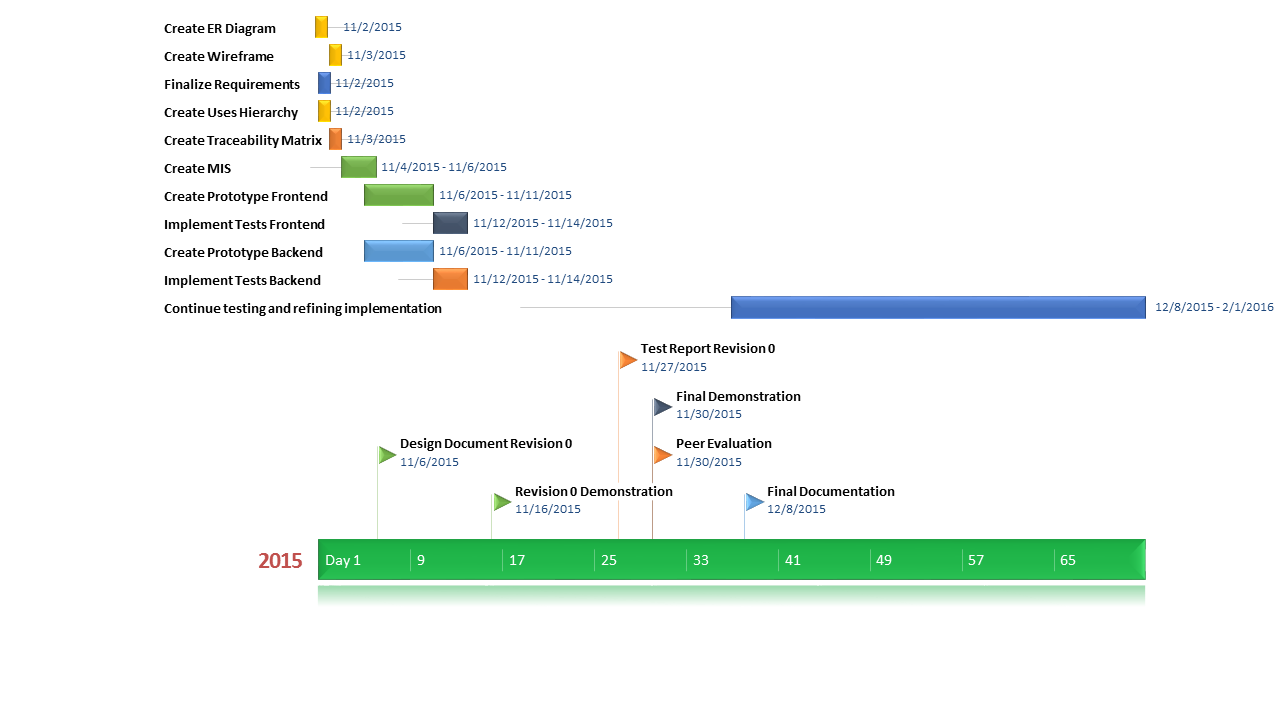 Create ER Diagram 11/2/2015
Create Wireframe 11/3/2015
Finalize Requirements 11/2/2015
Create Uses Hierarchy 11/2/2015
Create Traceability Matrix 11/3/2015
Create MIS 11/4/2015 - 11/6/2015
Create Prototype Frontend 11/6/2015 - 11/11/2015
Implement Tests Frontend 11/12/2015 - 11/14/2015
Create Prototype Backend 11/6/2015 - 11/11/2015
Implement Tests Backend 11/12/2015 - 11/14/2015
Continue testing and refining implementation 12/8/2015 - 2/1/2016
Test Report Revision 0
11/27/2015
Final Demonstration
11/30/2015
Design Document Revision 0
11/6/2015
Peer Evaluation
11/30/2015
Revision 0 Demonstration
11/16/2015
Final Documentation
12/8/2015
2015 Day 1 9 17 25 33 41 49 57 65